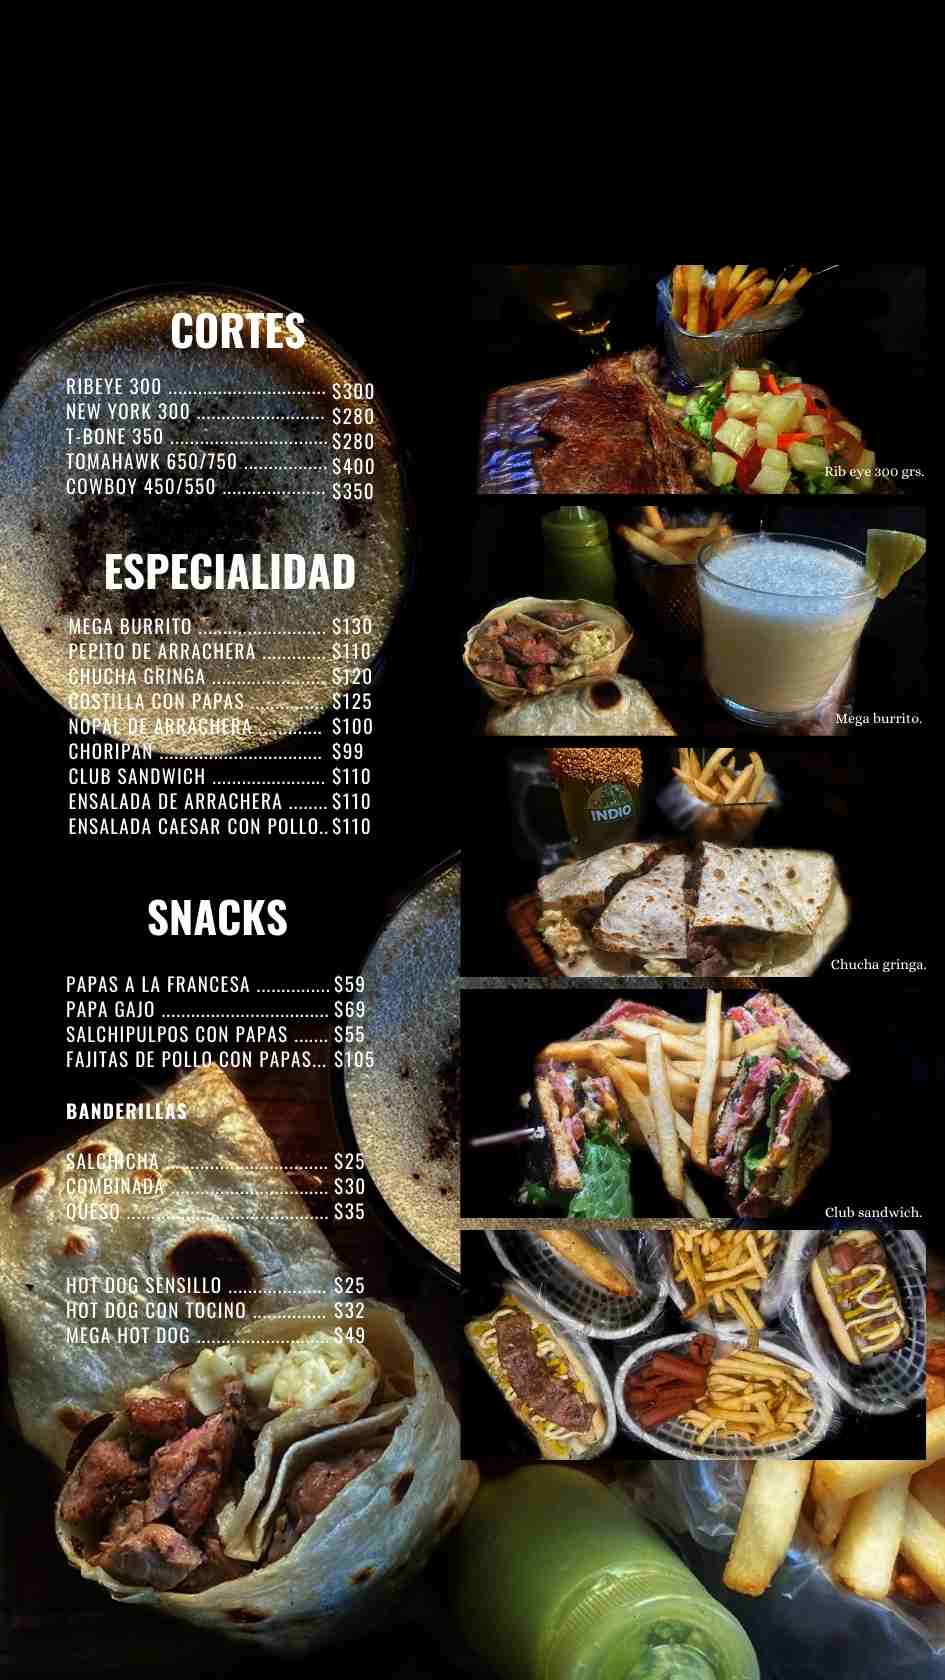 CORTES
RIBEYE 300 .............................. $300
NEW YORK 300 ........................ $280
T-BONE 350 .............................. $280
TOMAHAWK 650/750 ................ $400
COWBOY 450/550 .................... $350
ESPECIALIDAD
MEGA BURRITO ........................ $130
PEPITO DE ARRACHERA ............ $110
CHUCHA GRINGA ...................... $120
COSTILLA CON PAPAS .............. $125
NOPAL DE ARRACHERA ............ $100
CHORIPAN ............................... $99
CLUB SANDWICH ...................... $110
ENSALADA DE ARRACHERA ....... $110
ENSALADA CAESAR CON POLLO.. $110
SNACKS
PAPAS A LA FRANCESA .............. $59
PAPA GAJO ................................ $69
SALCHIPULPOS CON PAPAS ....... $55
FAJITAS DE POLLO CON PAPAS... $105
BANDERILLAS
SALCHICHA ............................... $25
COMBINADA .............................. $30
QUESO ....................................... $35
HOT DOG SENSILLO ................... $25
HOT DOG CON TOCINO .............. $32
MEGA HOT DOG ......................... $49
Rib eye 300 grs.
Mega burrito.
INDIO
Chucha gringa.
Club sandwich.